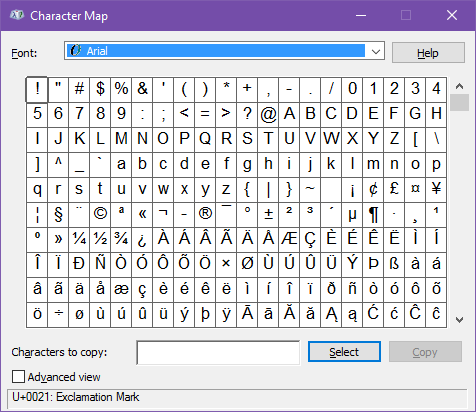 Character Map
Font: Arial Help
! " # $ % & ' ( ) * + , - . / 0 1 2 3 4
5 6 7 8 9 : ; < = > ? @ A B C D E F G H
I J K L M N O P Q R S T U V W X Y Z [ \
] ^ _ ` a b c d e f g h i j k l m n o p
q r s t u v w x y z { | } ~ ¡ ¢ £ ¤ ¥
¦ § ¨ © ª « ¬ - ® ¯ ° ± ² ³ ´ µ ¶ · ¸ ¹
º » ¼ ½ ¾ ¿ À Á Â Ã Ä Å Æ Ç È É Ê Ë Ì Í
Î Ï Ð Ñ Ò Ó Ô Õ Ö × Ø Ù Ú Û Ü Ý Þ ß à á
â ã ä å æ ç è é ê ë ì í î ï ð ñ ò ó ô õ
ö ÷ ø ù ú û ü ý þ ÿ Ā ā Ă ă Ą ą Ć ć Ĉ ĉ
Characters to copy: Select Copy
Advanced view
U+0021: Exclamation Mark